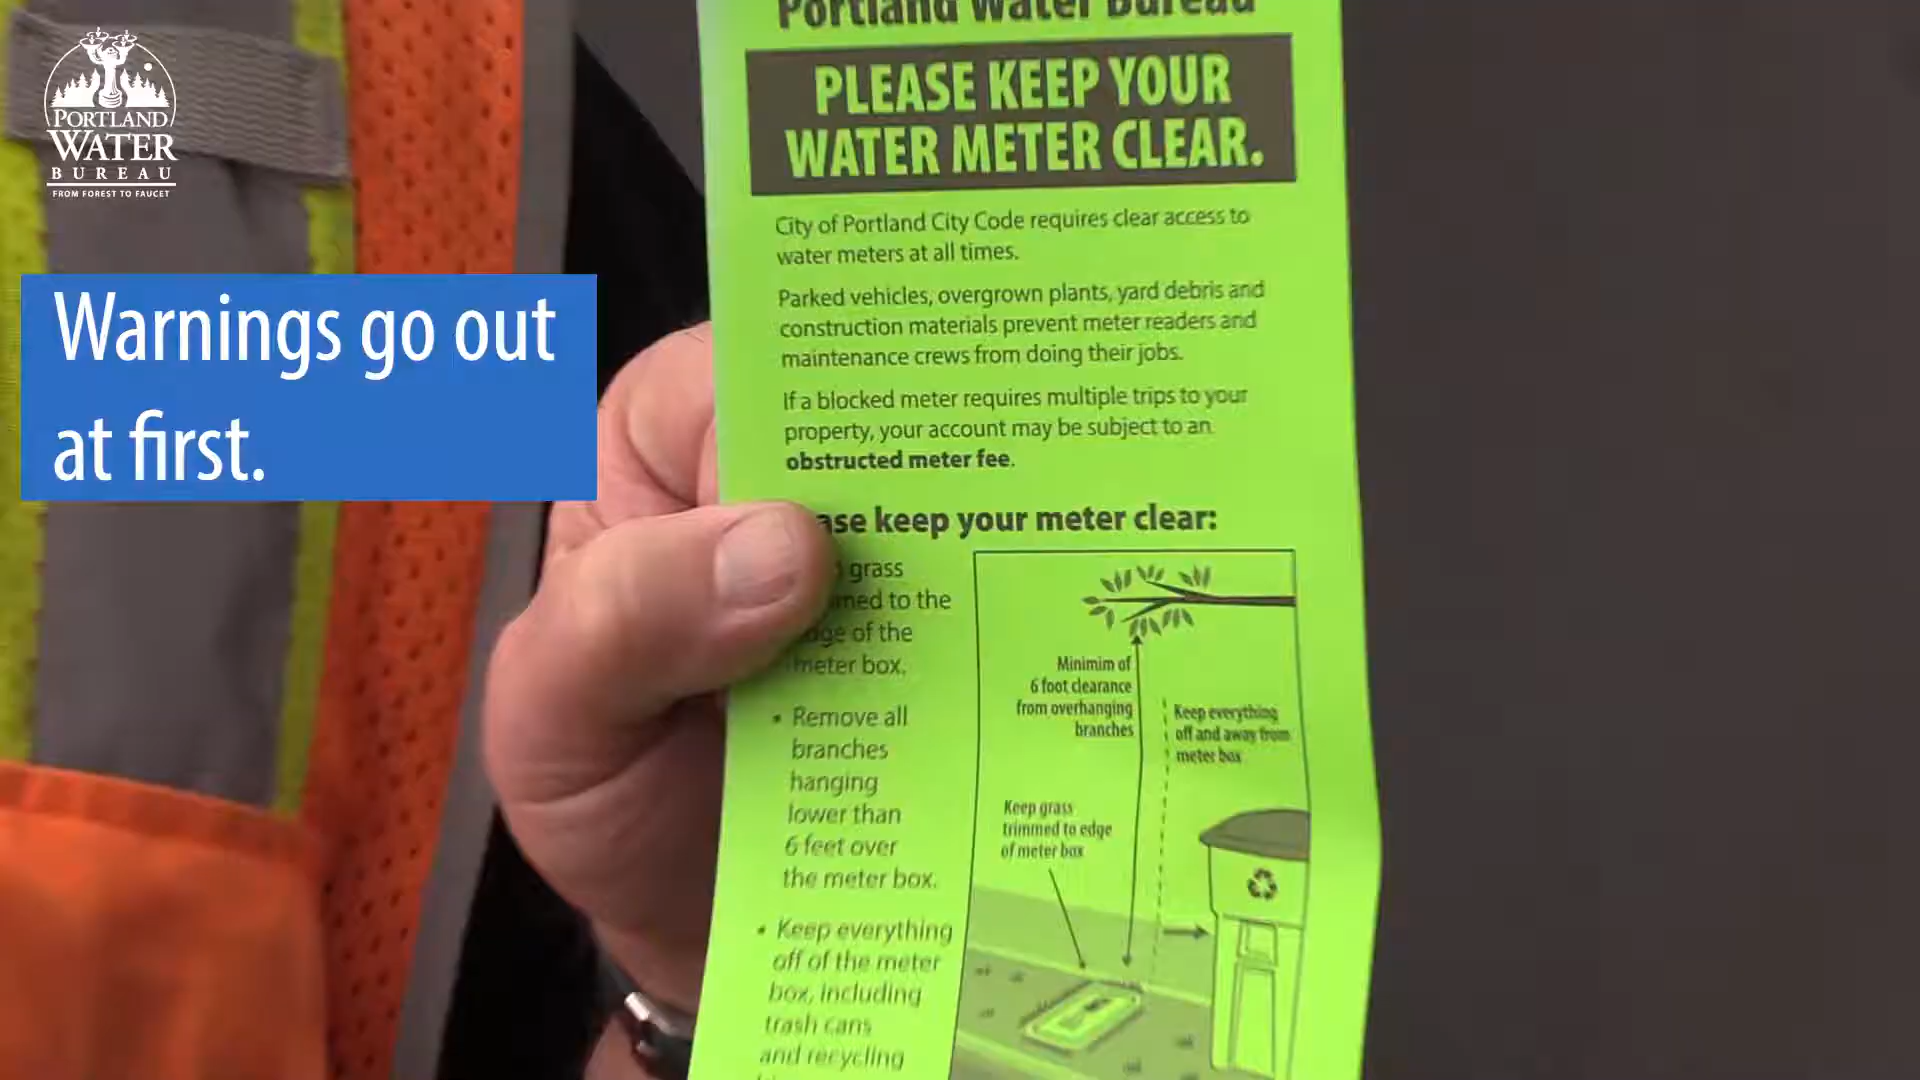 PORTLAND
WATER
BUREAU
FROM FOREST TO FAUCET
Warnings go out
at first.
Portland Water Bureau
PLEASE KEEP YOUR
WATER METER CLEAR.
City of Portland City Code requires clear access to
water meters at all times.
Parked vehicles, overgrown plants, yard debris and
construction materials prevent meter readers and
maintenance crews from doing their jobs.
If a blocked meter requires multiple trips to your
property, your account may be subject to an
obstructed meter fee.
ase keep your meter clear:
grass
med to the
dge of the
meter box.
• Remove all
branches
hanging
lower than
6 feet over
the meter box.
• Keep everything
off of the meter
box, including
trash cans
and recycling
Minimim of
6 foot clearance
from overhanging
branches
Keep everything
off and away from
meter box
Keep grass
trimmed to edge
of meter box